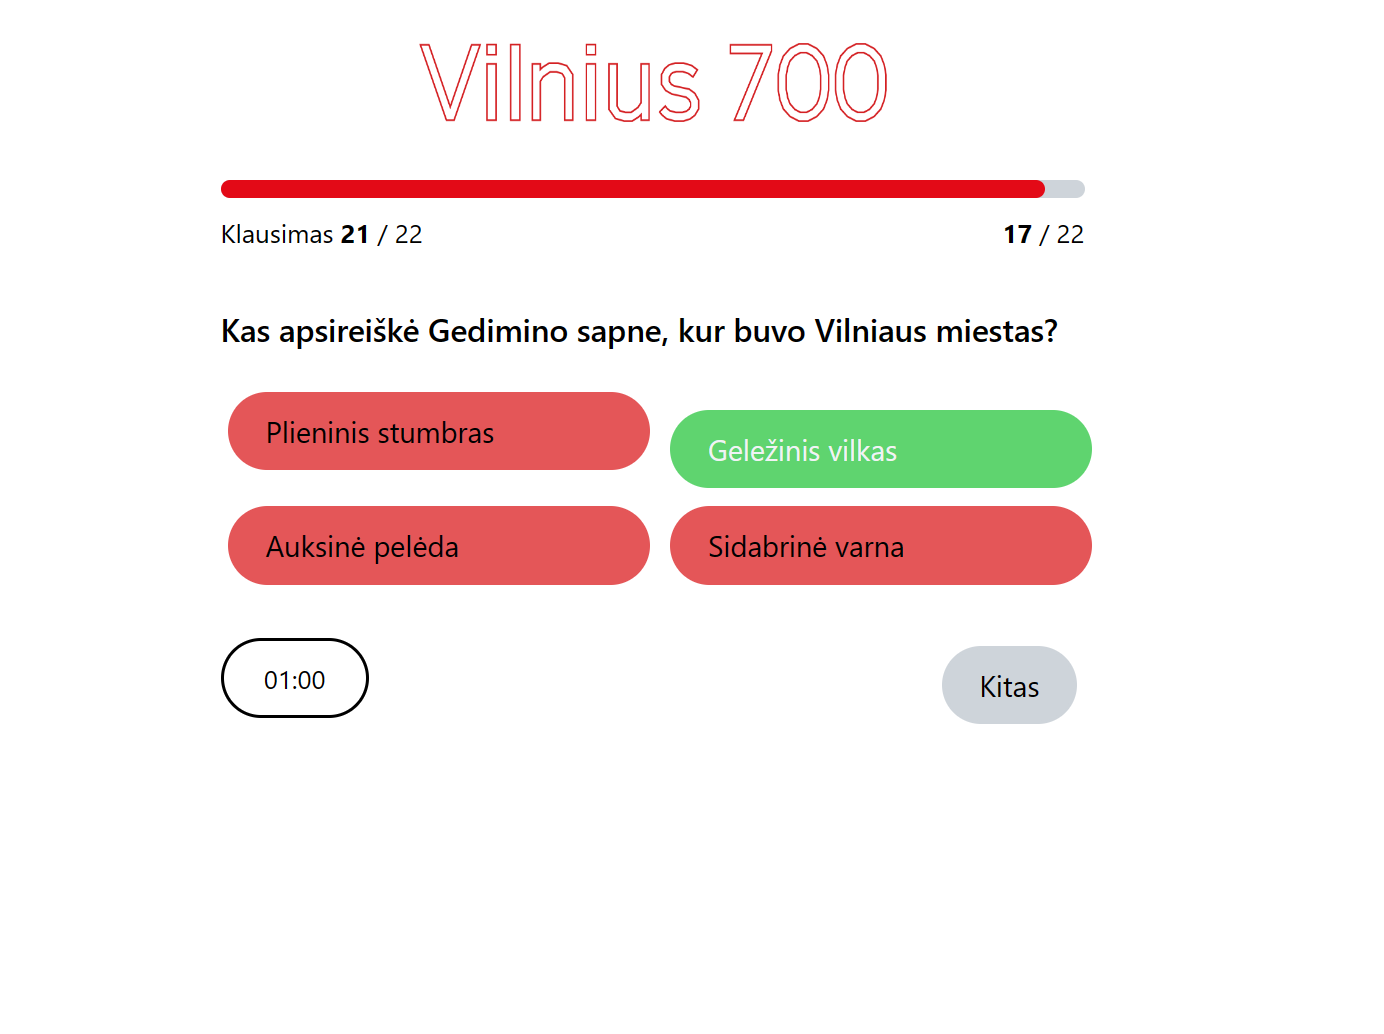 Vilnius 700
Klausimas 21 / 22
17 / 22
Kas apsireiškė Gedimino sapne, kur buvo Vilniaus miestas?
Plieninis stumbras
Geležinis vilkas
Auksinė pelėda
Sidabrinė varna
01:00
Kitas